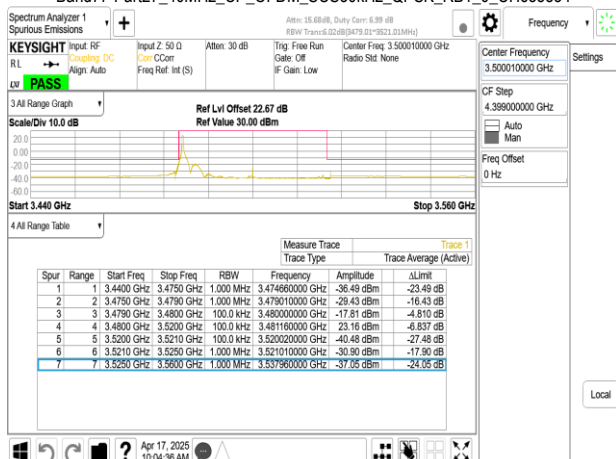 Spectrum Analyzer 1
Spurious Emissions
Attn: 15.68dB, Duty Corr: 6.99 dB
RBW Trans:6.02dB(3479.01~3521.01MHz)
Frequency
KEYSIGHT Input: RF Input Z: 50 Ω Atten: 30 dB Trig: Free Run Center Freq: 3.500010000 GHz
RL Coupling: DC Corr CCorr Gate: Off Radio Std: None
Align: Auto Freq Ref: Int (S) IF Gain: Low
PASS
Center Frequency
3.500010000 GHz
Settings
CF Step
4.399000000 GHz
Auto
Man
Freq Offset
0 Hz
3 All Range Graph
Ref Lvl Offset 22.67 dB
Scale/Div 10.0 dB Ref Value 30.00 dBm
20.0
0.00
-20.0
-40.0
-60.0
Start 3.440 GHz Stop 3.560 GHz
4 All Range Table
Measure Trace Trace 1
Trace Type Trace Average (Active)
Spur Range Start Freq Stop Freq RBW Frequency Amplitude ΔLimit
1 1 3.4400 GHz 3.4750 GHz 1.000 MHz 3.474660000 GHz -36.49 dBm -23.49 dB
2 2 3.4750 GHz 3.4790 GHz 1.000 MHz 3.479010000 GHz -29.43 dBm -16.43 dB
3 3 3.4790 GHz 3.4800 GHz 100.0 kHz 3.480000000 GHz -17.81 dBm -4.810 dB
4 4 3.4800 GHz 3.5200 GHz 100.0 kHz 3.481160000 GHz 23.16 dBm -6.837 dB
5 5 3.5200 GHz 3.5210 GHz 100.0 kHz 3.520020000 GHz -40.48 dBm -27.48 dB
6 6 3.5210 GHz 3.5250 GHz 1.000 MHz 3.521010000 GHz -30.90 dBm -17.90 dB
7 7 3.5250 GHz 3.5600 GHz 1.000 MHz 3.537960000 GHz -37.05 dBm -24.05 dB
Local
Apr 17, 2025
10:04:36 AM